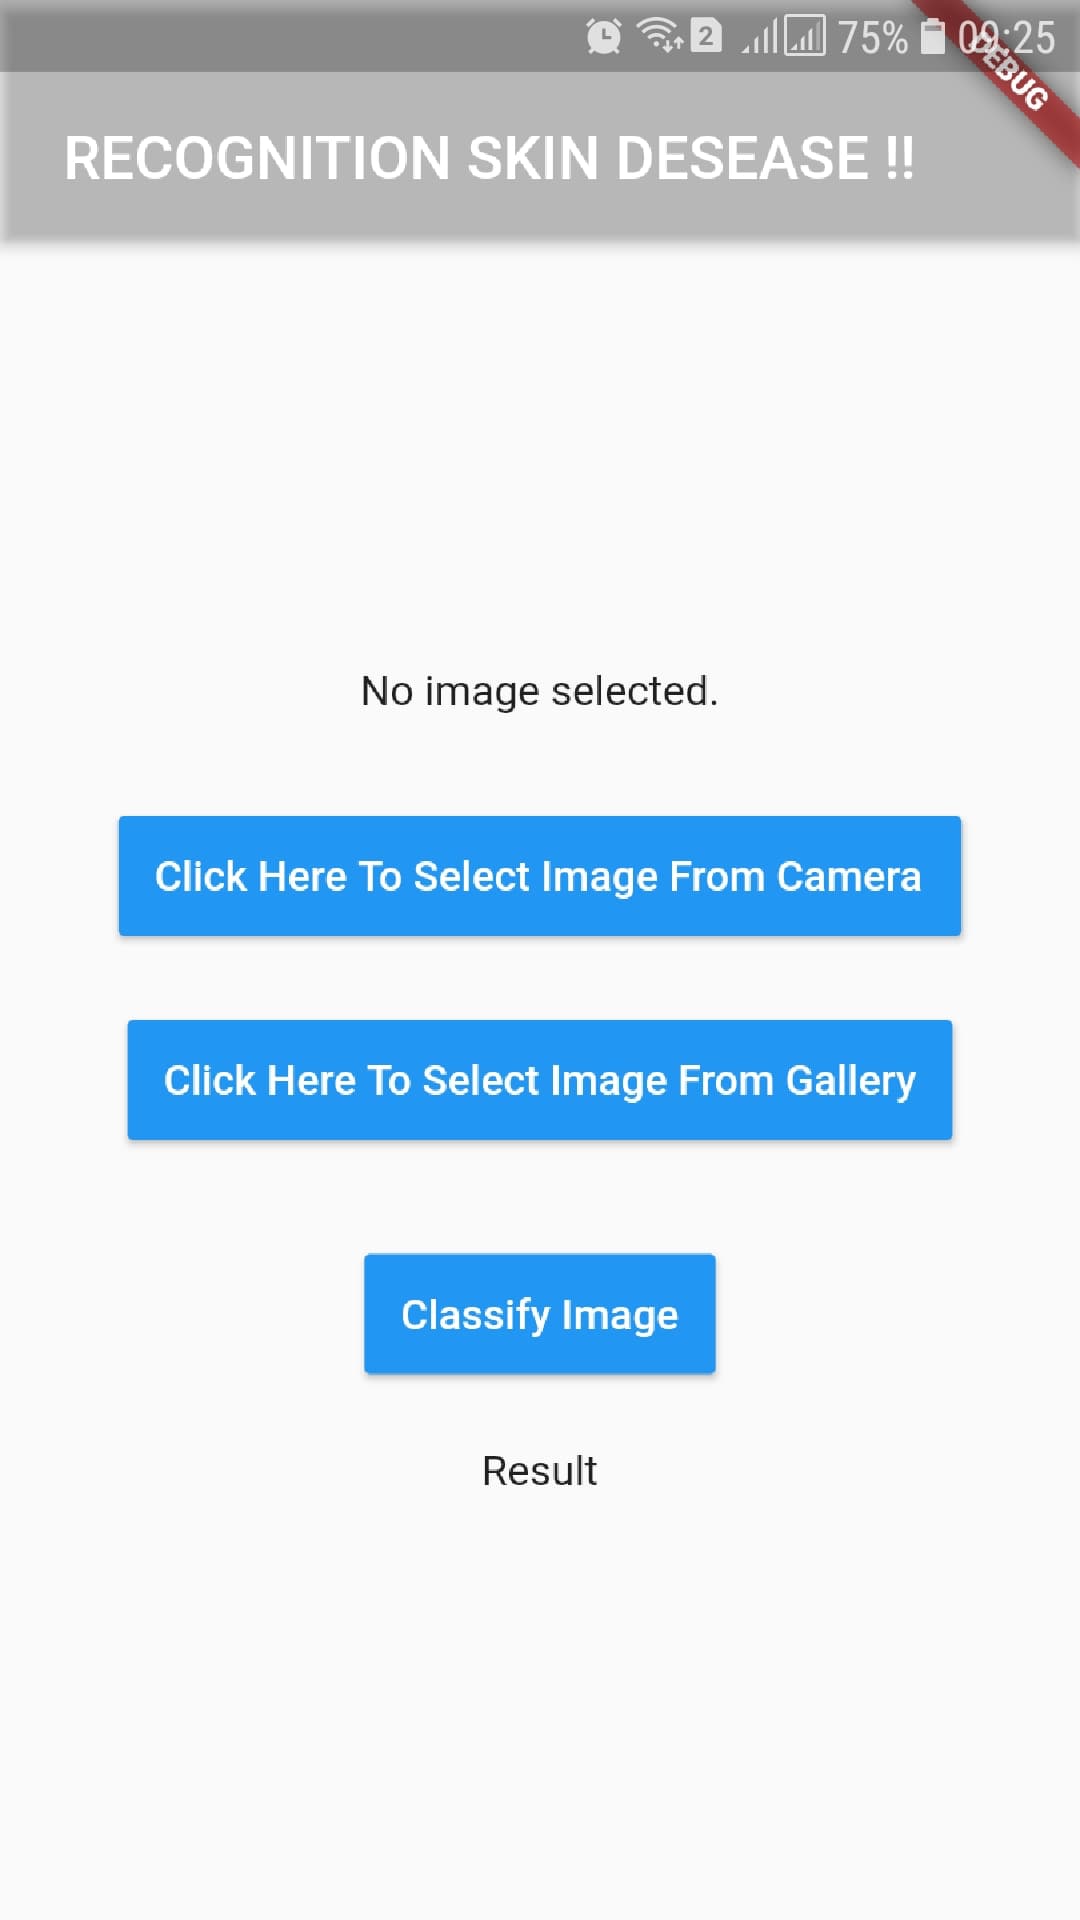 2 75% 09:25
DEBUG
RECOGNITION SKIN DESEASE !!
No image selected.
Click Here To Select Image From Camera
Click Here To Select Image From Gallery
Classify Image
Result